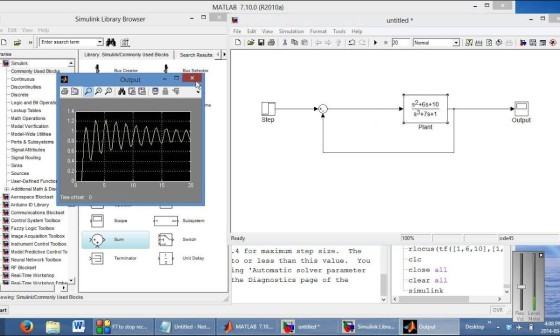 MATLAB 7.10.0 (R2010a)
Simulink Library Browser
File Edit View Help
Enter search term
Libraries
Library: Simulink/Commonly Used Blocks
Search Results
Simulink
Commonly Used Blocks
Continuous
Discontinuities
Discrete
Logic and Bit Operations
Lookup Tables
Math Operations
Model Verification
Model-Wide Utilities
Ports & Subsystems
Signal Attributes
Signal Routing
Sinks
Sources
User-Defined Functions
Additional Math & Dis
Aerospace Blockset
Arduino IO Library
Communications Blockset
Control System Toolbox
Fuzzy Logic Toolbox
Image Acquisition Toolbox
Instrument Control Toolbox
Model Predictive Control
Neural Network Toolbox
RF Blockset
Real-Time Workshop
Real-Time Workshop Embe
Bus Creator
Bus Selector
Output
1.4
1.2
1
0.8
0.6
0.4
0.2
0
0 5 10 15 20
Time offset: 0
Scope
Subsystem
Sum
Switch
Terminator
Unit Delay
Showing: Simulink/Commonly Used Blocks
untitled *
File Edit View Simulation Format Tools Help
20
Normal
Step
s²+6s+10
s³+7s+1
Plant
Output
Ready
100%
ode45
.4 for maximum step size. The
to or less than this value. You
ing 'Automatic solver parameter
the Diagnostics page of the
rlocus(tf([1,6,10],[1,
clc
close all
clear all
simulink
OVR
FT to stop rec...
Untitled - Not...
MATLAB 7.10....
untitled *
Simulink Libra...
Output